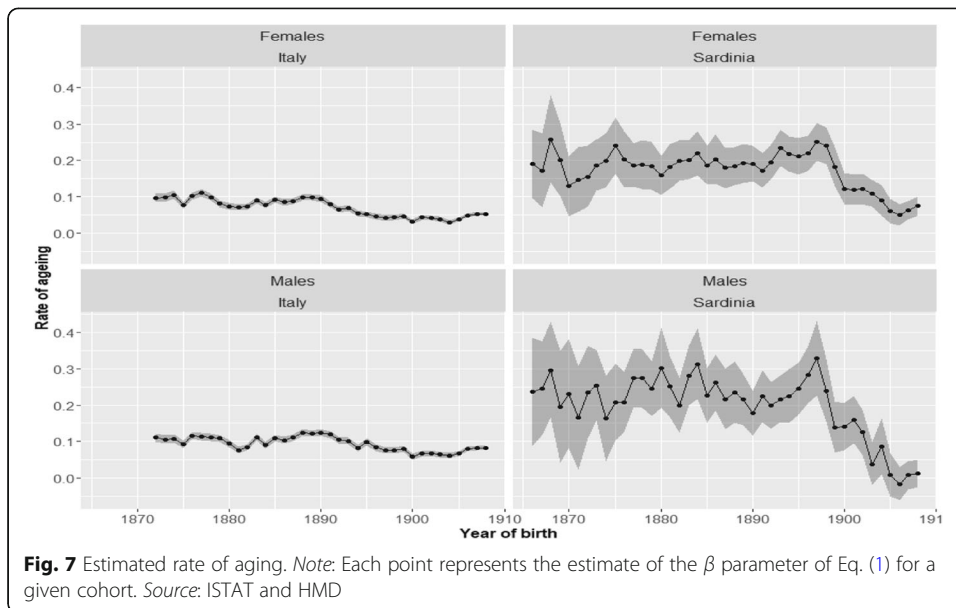 Females
Italy
Females
Sardinia
0.4
0.3
0.2
0.1
0.0
Males
Italy
Males
Sardinia
0.4
0.3
0.2
0.1
0.0
Rate of ageing
1870 1880 1890 1900 1910 1870 1880 1890 1900 191
Year of birth
Fig. 7 Estimated rate of aging. Note: Each point represents the estimate of the β parameter of Eq. (1) for a
given cohort. Source: ISTAT and HMD